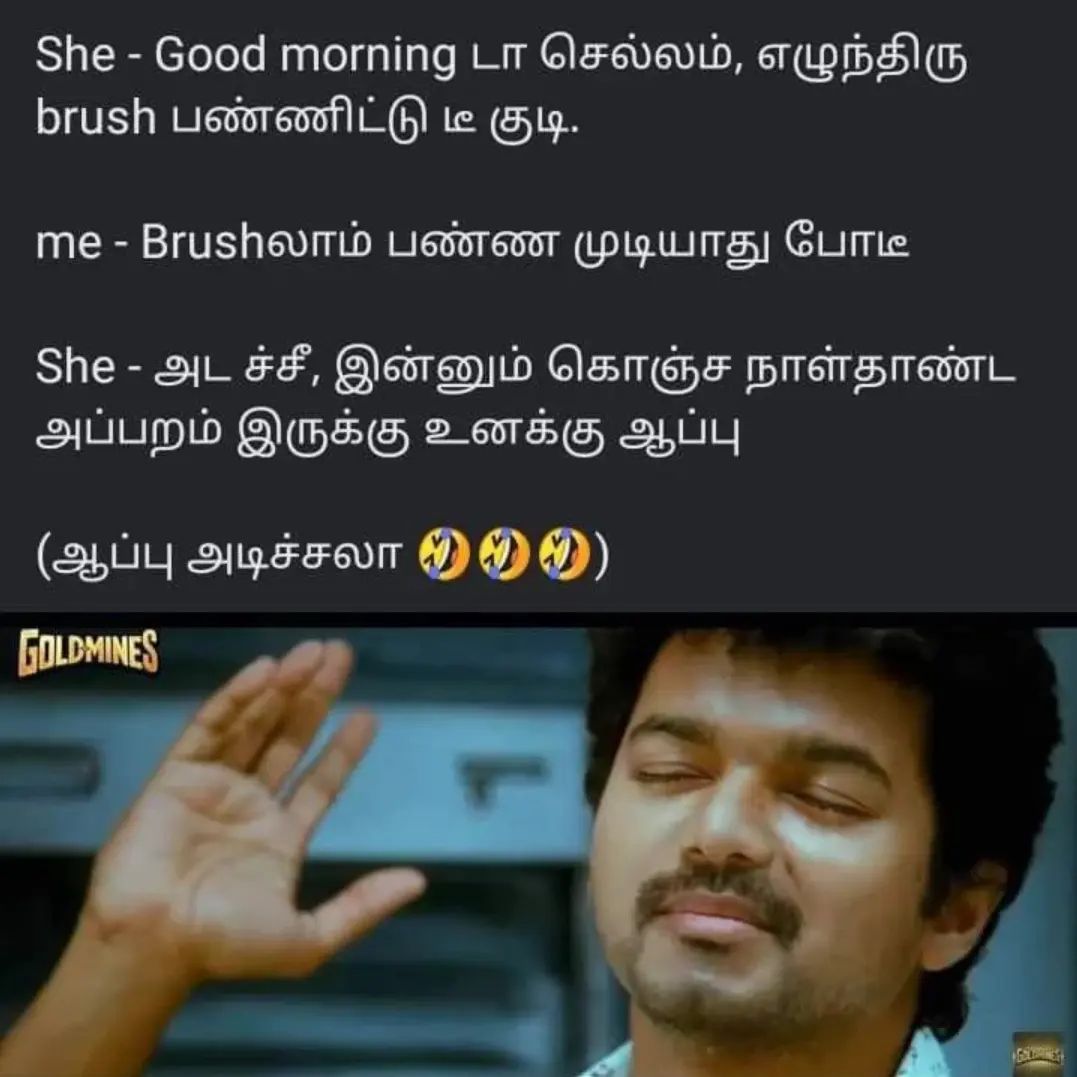 She - Good morning டா செல்லம், எழுந்திரு
brush பண்ணிட்டு டீ குடி.
me - Brushலாம் பண்ண முடியாது போடீ
She - அட ச்சீ, இன்னும் கொஞ்ச நாள்தாண்ட
அப்பறம் இருக்கு உனக்கு ஆப்பு
(ஆப்பு அடிச்சலா 🤣🤣🤣)
GOLDMINES
GOLDMINES